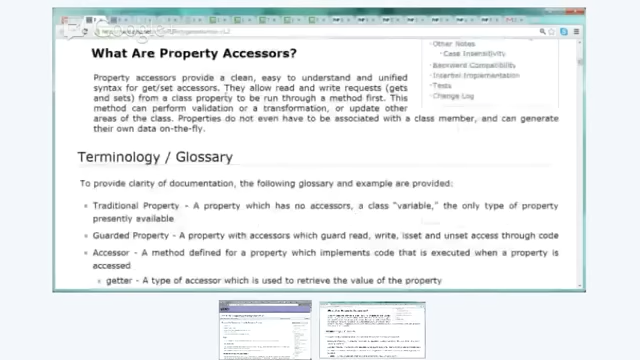 What Are Property Accessors?
Other Notes
Case Insensitivity
Backward Compatibility
Internal Implementation
Tests
Change Log
Property accessors provide a clean, easy to understand and unified
syntax for get/set accessors. They allow read and write requests (gets
and sets) from a class property to be run through a method first. This
method can perform validation or a transformation, or update other
areas of the class. Properties do not even have to be associated with a class member, and can generate
their own data on-the-fly.
Terminology / Glossary
To provide clarity of documentation, the following glossary and example are provided:
Traditional Property - A property which has no accessors, a class "variable," the only type of property
presently available
Guarded Property - A property with accessors which guard read, write, isset and unset access through code
Accessor - A method defined for a property which implements code that is executed when a property is
accessed
getter - A type of accessor which is used to retrieve the value of the property